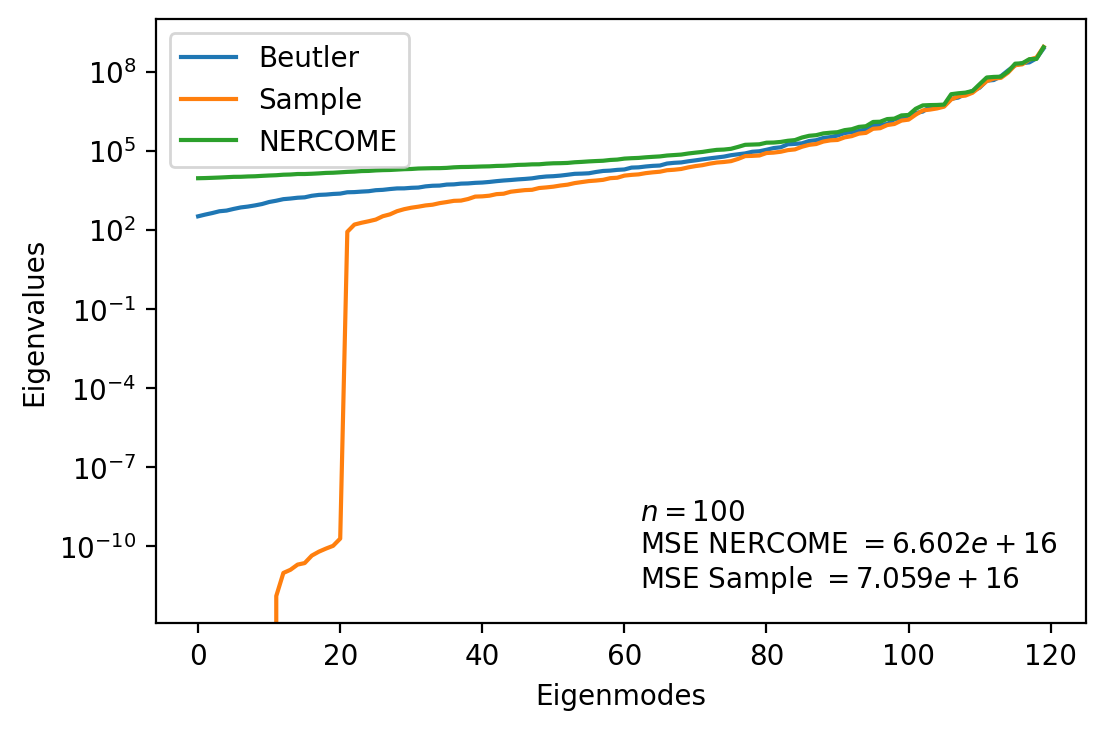 Beutler
Sample
NERCOME
10^8
10^5
10^2
10^−1
10^−4
10^−7
10^−10
Eigenvalues
n = 100
MSE NERCOME = 6.602e + 16
MSE Sample = 7.059e + 16
0 20 40 60 80 100 120
Eigenmodes